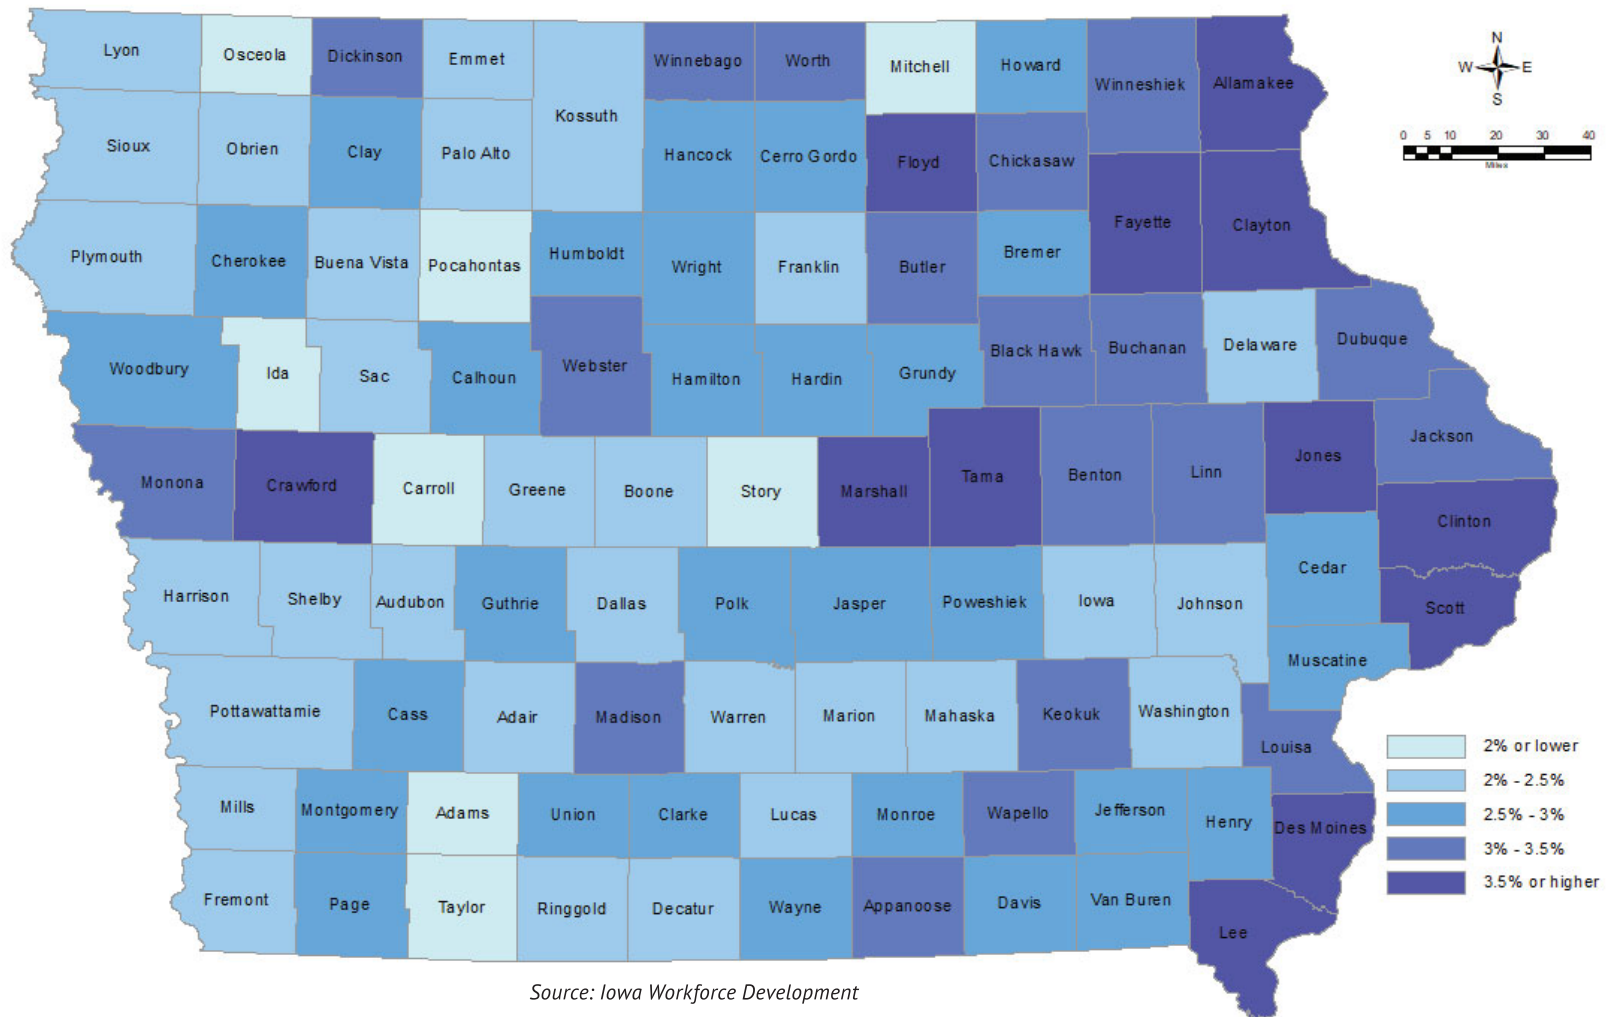 Lyon
Osceola
Dickinson
Emmet
Kossuth
Winnebago
Worth
Mitchell
Howard
Winneshiek
Allamakee
N
W E
S
0 5 10 20 30 40
Miles
Sioux
Obrien
Clay
Palo Alto
Hancock
Cerro Gordo
Floyd
Chickasaw
Fayette
Clayton
Plymouth
Cherokee
Buena Vista
Pocahontas
Humboldt
Wright
Franklin
Butler
Bremer
Woodbury
Ida
Sac
Calhoun
Webster
Hamilton
Hardin
Grundy
Black Hawk
Buchanan
Delaware
Dubuque
Monona
Crawford
Carroll
Greene
Boone
Story
Marshall
Tama
Benton
Linn
Jones
Jackson
Clinton
Harrison
Shelby
Audubon
Guthrie
Dallas
Polk
Jasper
Poweshiek
Iowa
Johnson
Cedar
Scott
Muscatine
Pottawattamie
Cass
Adair
Madison
Warren
Marion
Mahaska
Keokuk
Washington
Louisa
Mills
Montgomery
Adams
Union
Clarke
Lucas
Monroe
Wapello
Jefferson
Henry
Des Moines
Fremont
Page
Taylor
Ringgold
Decatur
Wayne
Appanoose
Davis
Van Buren
Lee
2% or lower
2% - 2.5%
2.5% - 3%
3% - 3.5%
3.5% or higher
Source: Iowa Workforce Development